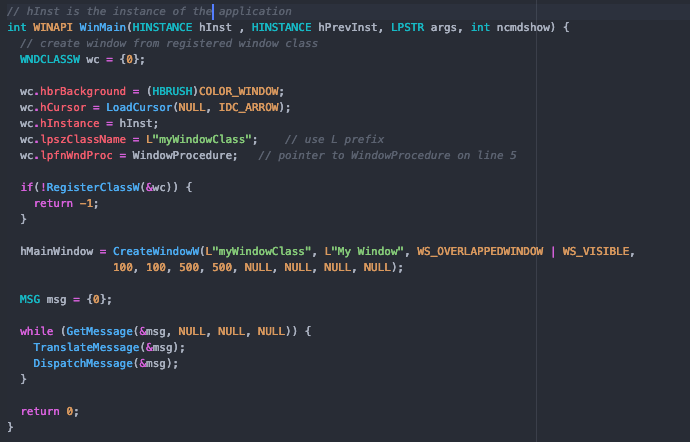 // hInst is the instance of the application
int WINAPI WinMain(HINSTANCE hInst , HINSTANCE hPrevInst, LPSTR args, int ncmdshow) {
  // create window from registered window class
  WNDCLASSW wc = {0};

  wc.hbrBackground = (HBRUSH)COLOR_WINDOW;
  wc.hCursor = LoadCursor(NULL, IDC_ARROW);
  wc.hInstance = hInst;
  wc.lpszClassName = L"myWindowClass";    // use L prefix
  wc.lpfnWndProc = WindowProcedure;   // pointer to WindowProcedure on line 5

  if(!RegisterClassW(&wc)) {
    return -1;
  }

  hMainWindow = CreateWindowW(L"myWindowClass", L"My Window", WS_OVERLAPPEDWINDOW | WS_VISIBLE,
                100, 100, 500, 500, NULL, NULL, NULL, NULL);

  MSG msg = {0};

  while (GetMessage(&msg, NULL, NULL, NULL)) {
    TranslateMessage(&msg);
    DispatchMessage(&msg);
  }

  return 0;
}